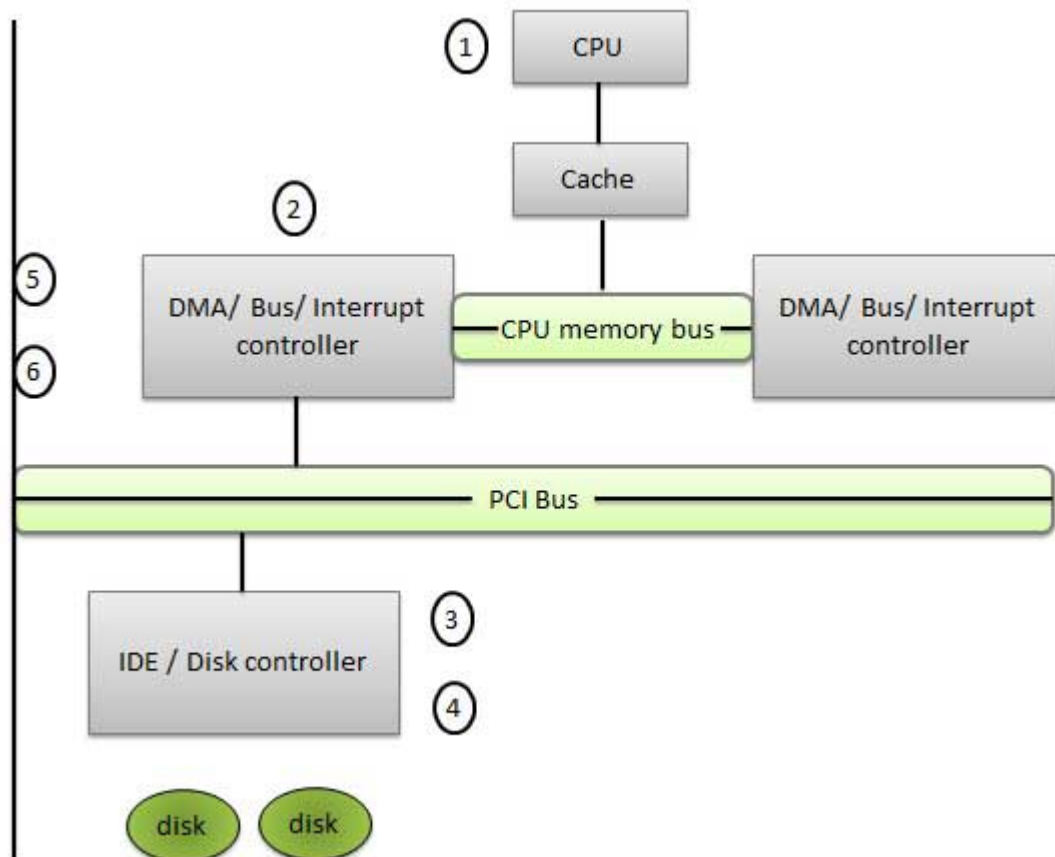 1
CPU
Cache
2
5
DMA/ Bus/ Interrupt
controller
CPU memory bus
DMA/ Bus/ Interrupt
controller
6
PCI Bus
3
IDE / Disk controller
4
disk
disk